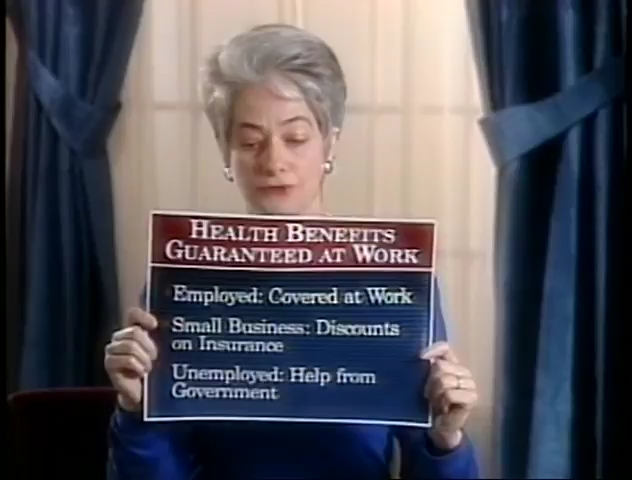 HEALTH BENEFITS
GUARANTEED AT WORK
Employed: Covered at Work
Small Business: Discounts
on Insurance
Unemployed: Help from
Government